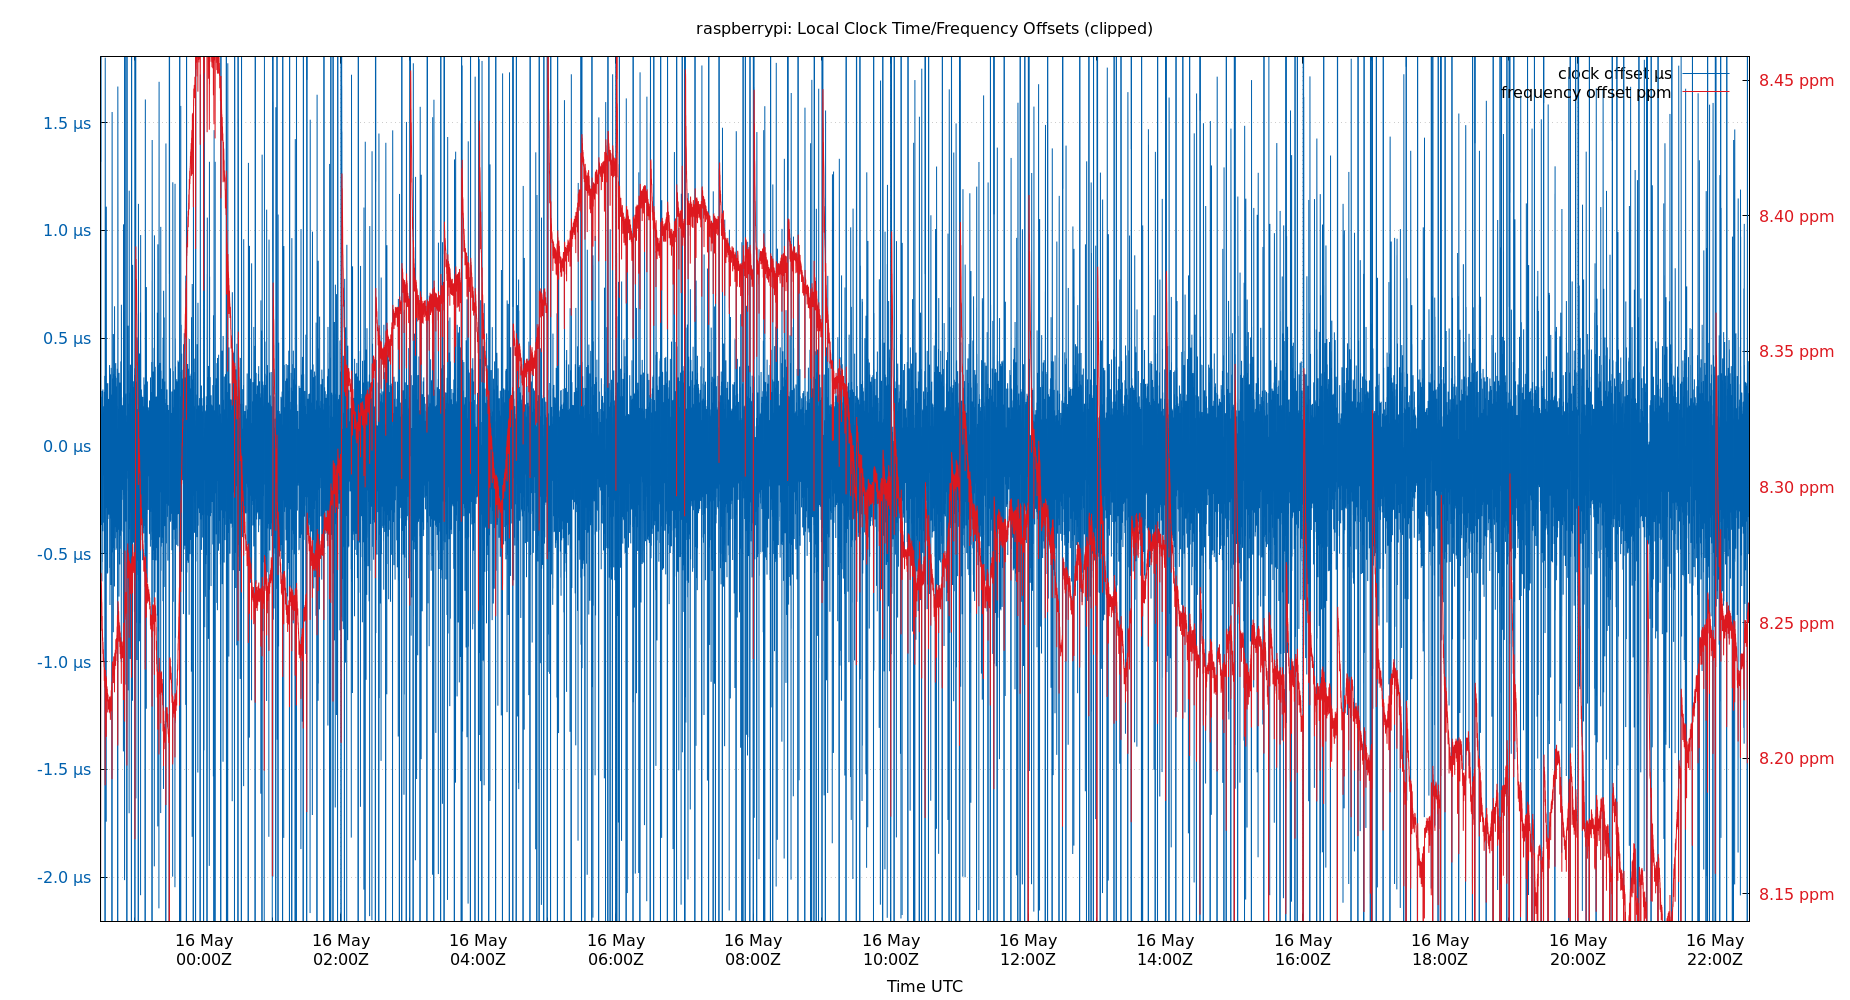 raspberrypi: Local Clock Time/Frequency Offsets (clipped)
clock offset µs
frequency offset ppm
1.5 µs
1.0 µs
0.5 µs
0.0 µs
-0.5 µs
-1.0 µs
-1.5 µs
-2.0 µs
8.45 ppm
8.40 ppm
8.35 ppm
8.30 ppm
8.25 ppm
8.20 ppm
8.15 ppm
16 May 16 May 16 May 16 May 16 May 16 May 16 May 16 May 16 May 16 May 16 May 16 May
00:00Z 02:00Z 04:00Z 06:00Z 08:00Z 10:00Z 12:00Z 14:00Z 16:00Z 18:00Z 20:00Z 22:00Z
Time UTC